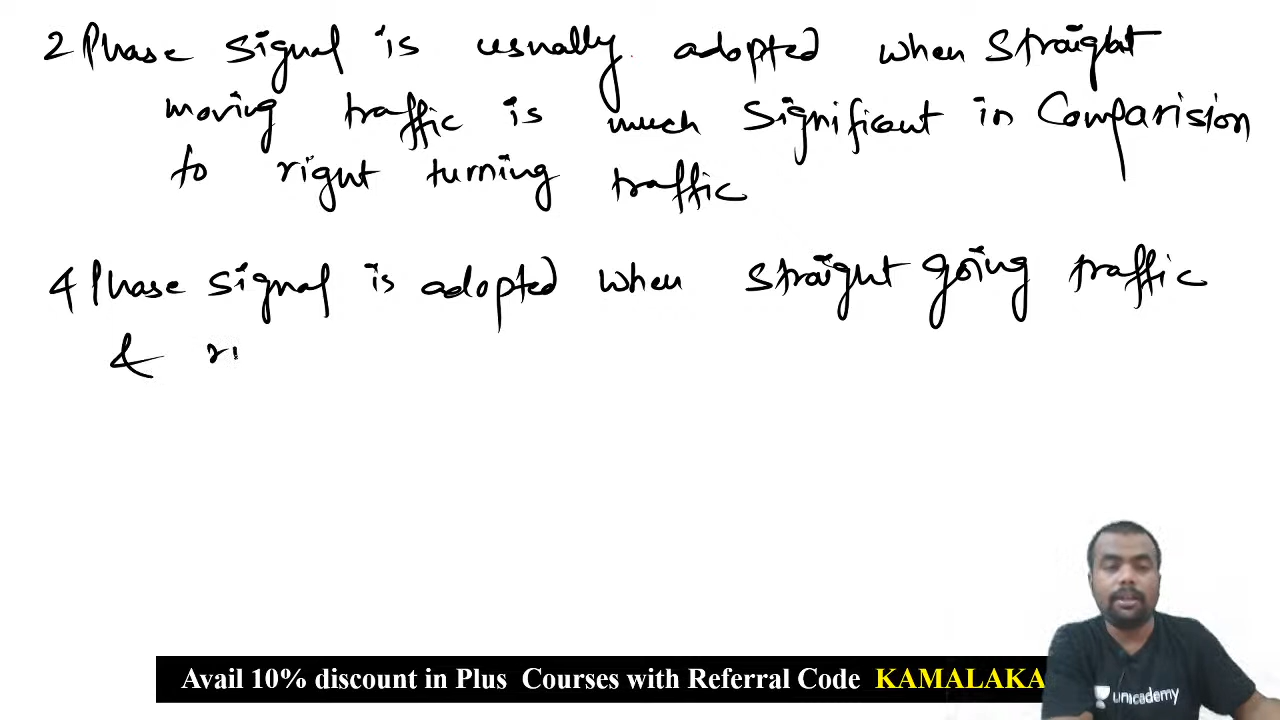 2 Phase signal is usually adopted when straight
moving traffic is much significant in Comparision
to right turning traffic
4 Phase signal is adopted when straight going traffic
& ri
Avail 10% discount in Plus Courses with Referral Code KAMALAKA
unacademy